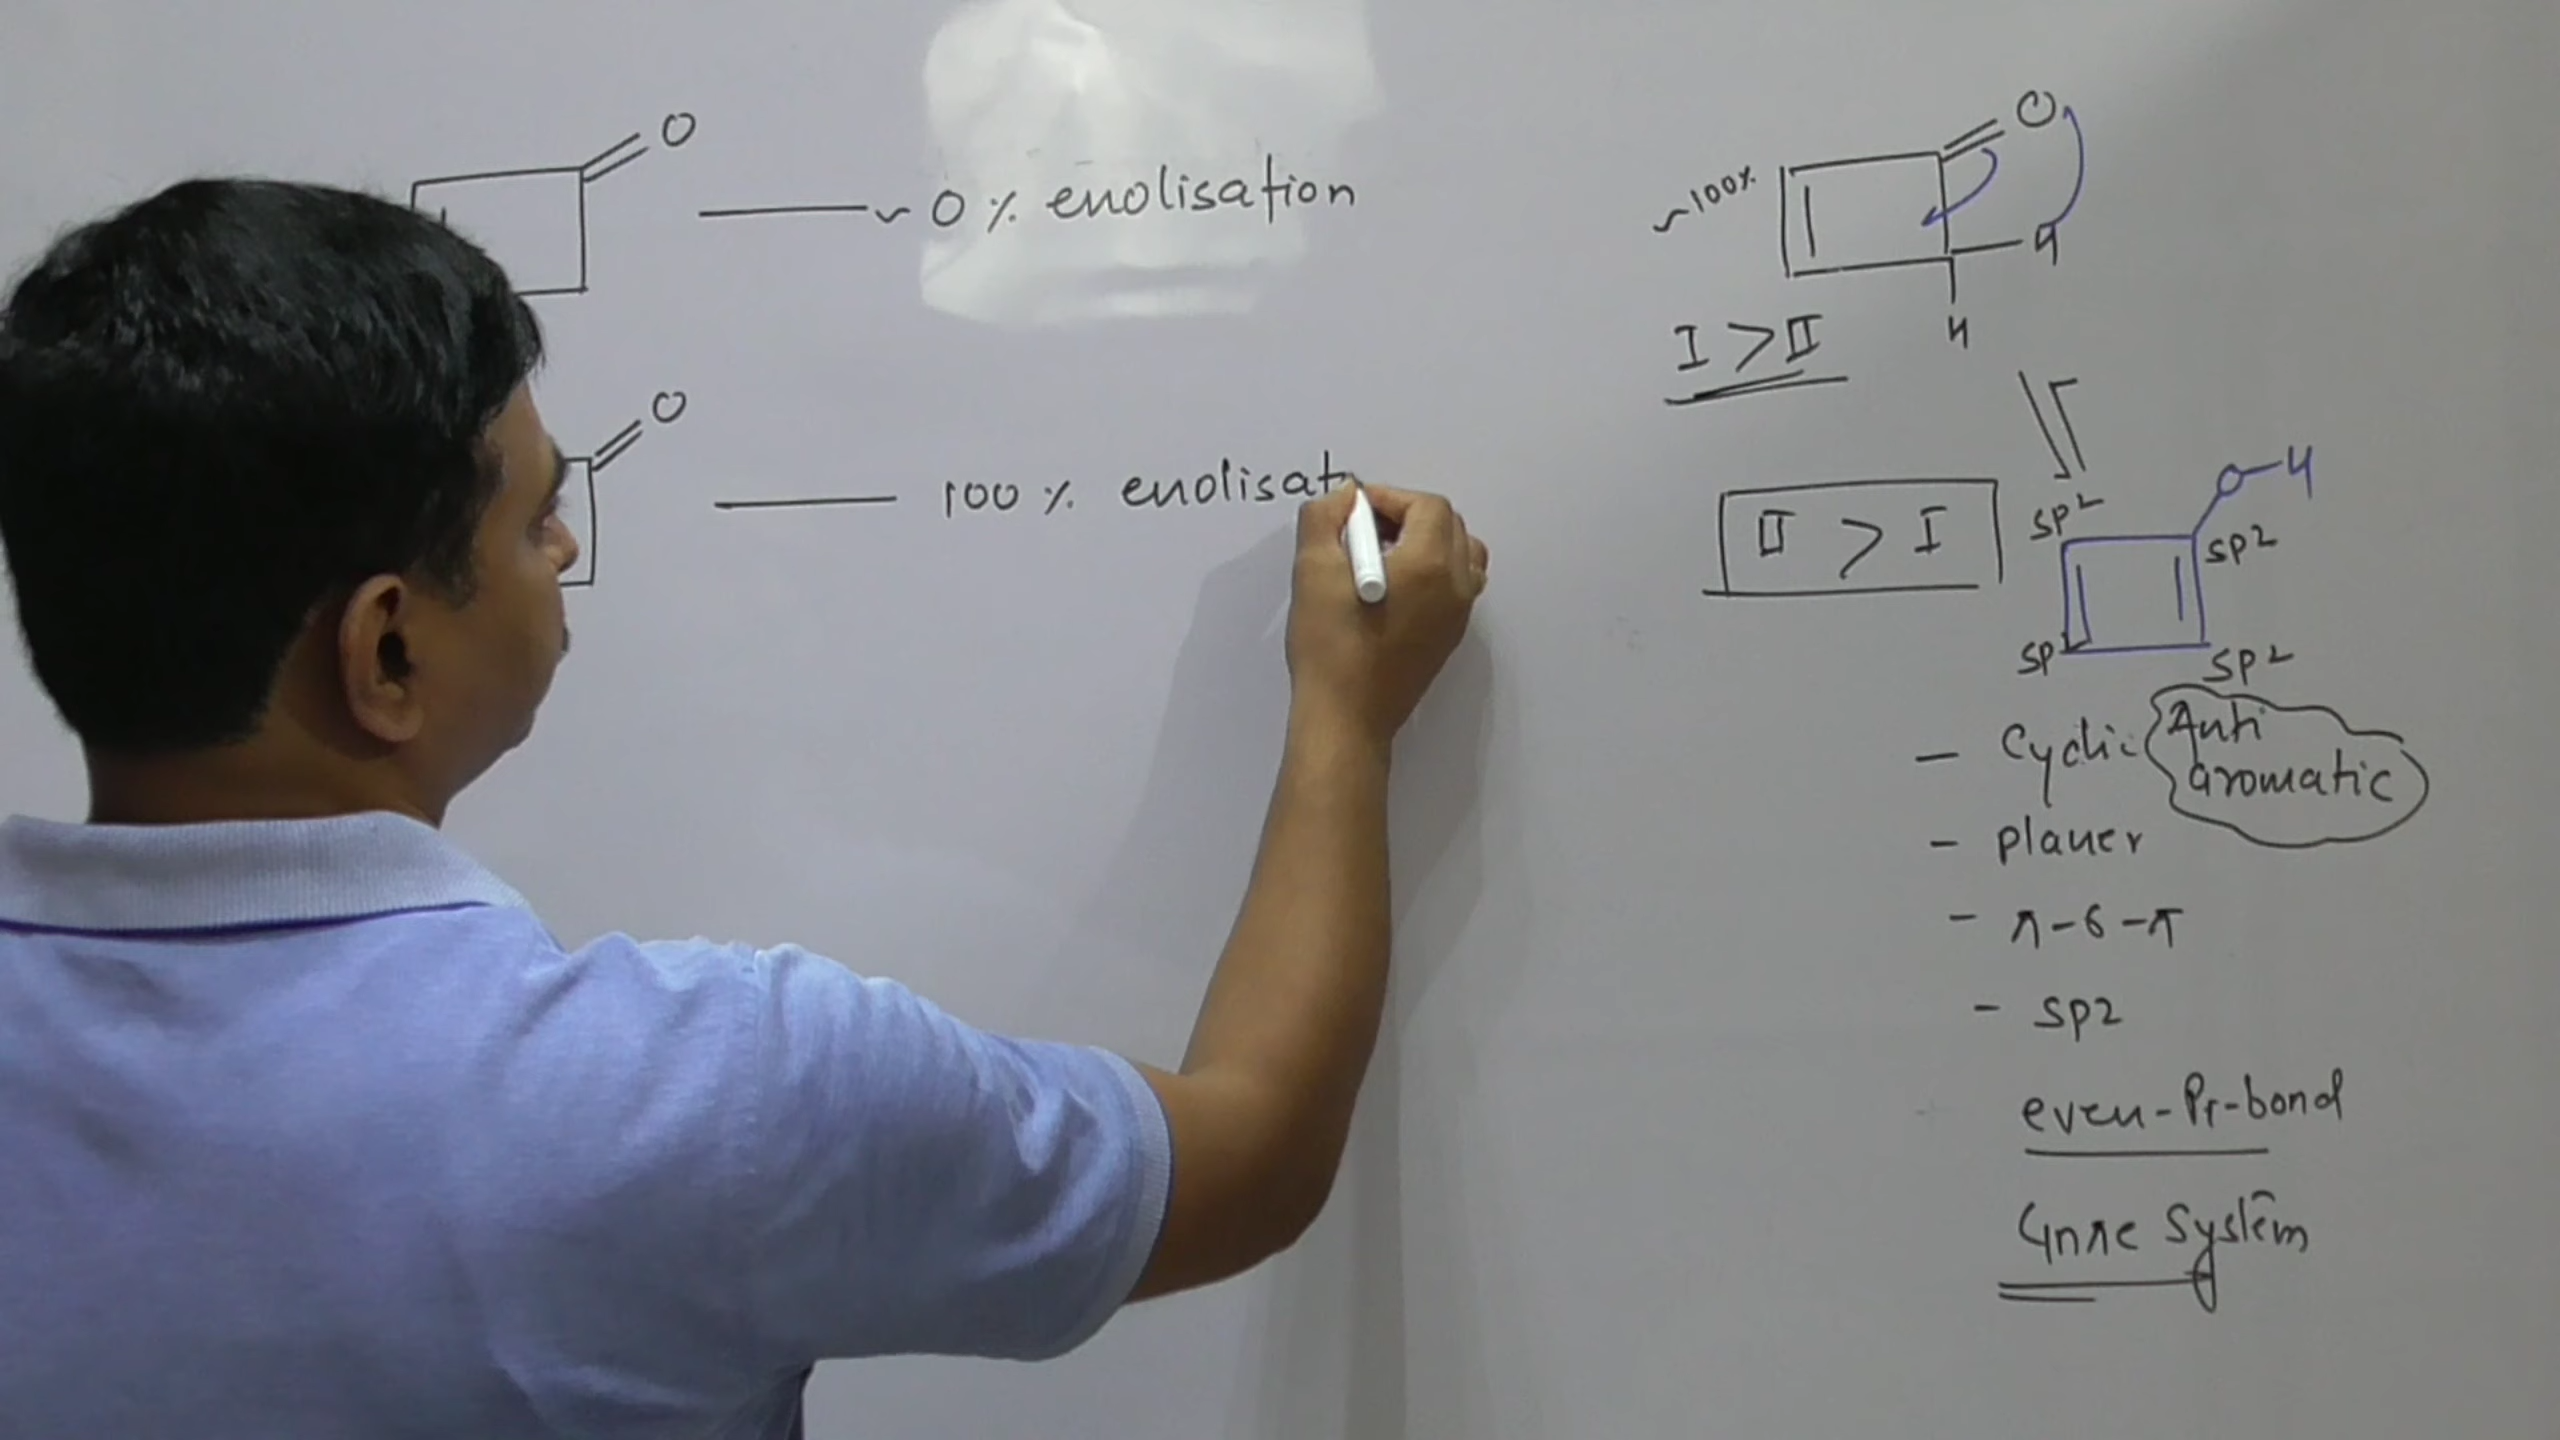 O
~ 0 % enolisation
O
100 % enolisat
O
~100%
H
H
I > II
II > I
O-H
sp2
sp2
sp2
sp2
- Cyclic
Anti
aromatic
- Planer
- π-6-π
- sp2
even-Pi-bond
4nπe System